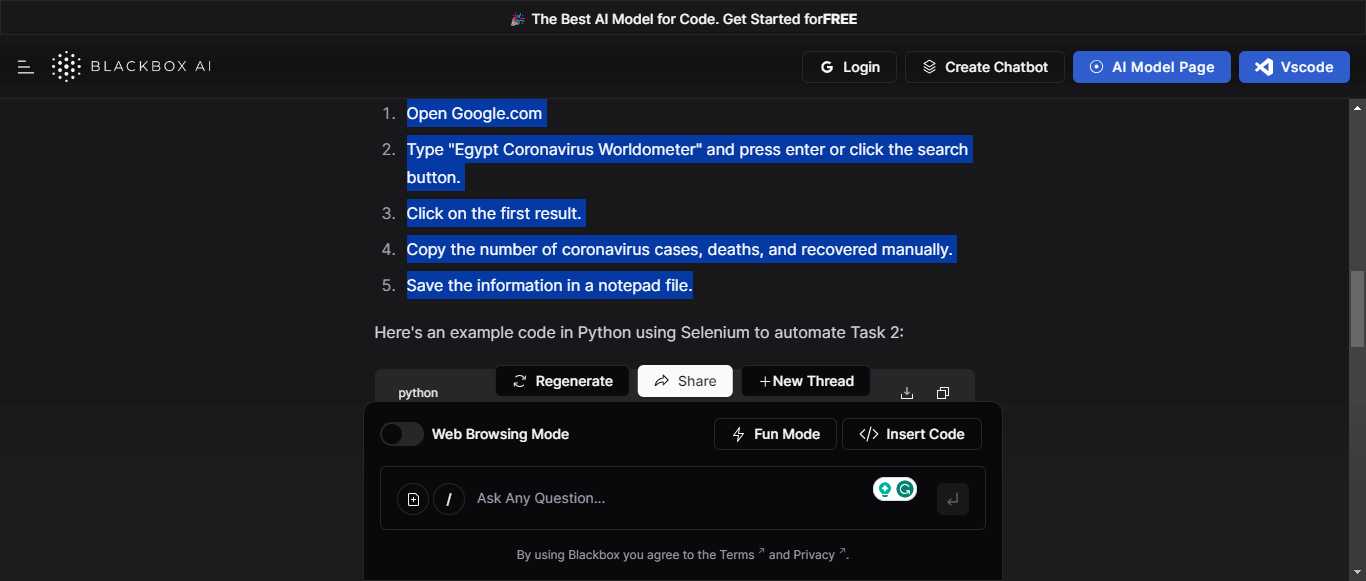 🎉 The Best AI Model for Code. Get Started forFREE
BLACKBOX AI
Login
Create Chatbot
AI Model Page
Vscode
1. Open Google.com
2. Type "Egypt Coronavirus Worldometer" and press enter or click the search
button.
3. Click on the first result.
4. Copy the number of coronavirus cases, deaths, and recovered manually.
5. Save the information in a notepad file.
Here's an example code in Python using Selenium to automate Task 2:
python
Regenerate
Share
+New Thread
Web Browsing Mode
Fun Mode
</> Insert Code
/
Ask Any Question...
By using Blackbox you agree to the Terms ↗ and Privacy ↗.